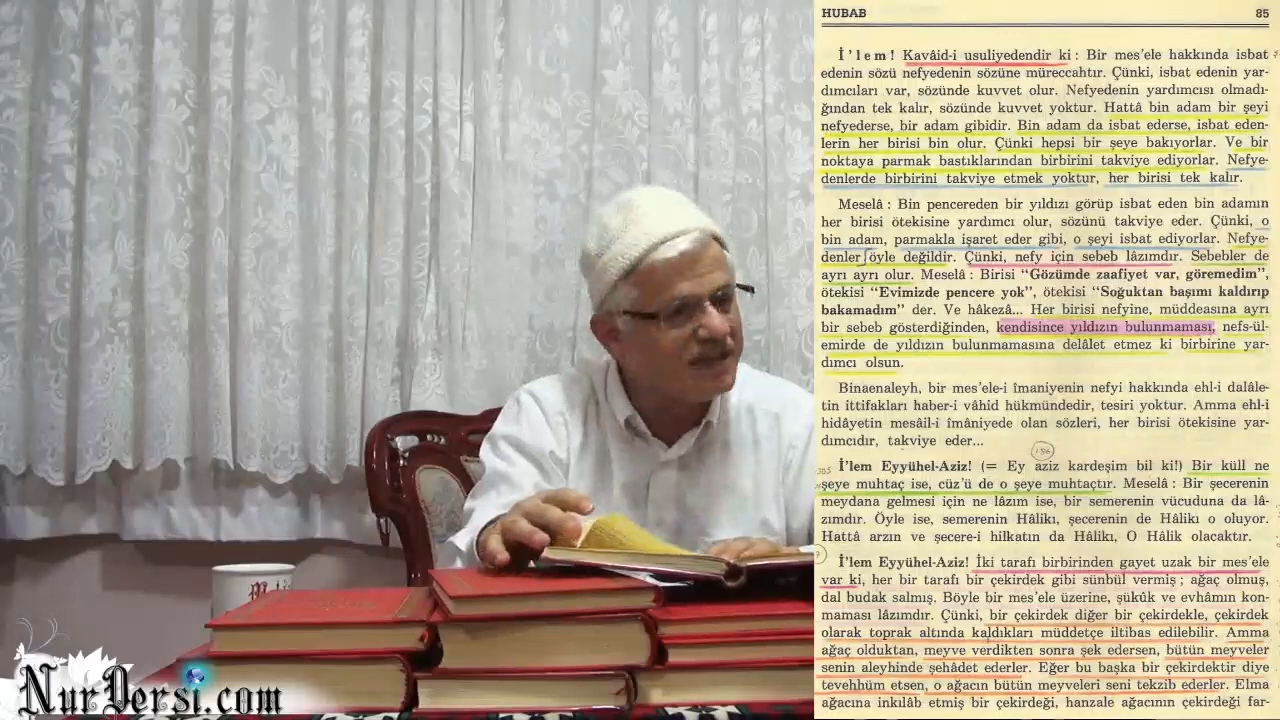 HUBAB 85
İ'lem! Kavâid-i usuliyedendir ki: Bir mes'ele hakkında isbat
edenin sözü nefyedenin sözüne müreccahtır. Çünki, isbat edenin yar-
dımcıları var, sözünde kuvvet olur. Nefyedenin yardımcısı olmadı-
ğından tek kalır, sözünde kuvvet yoktur. Hattâ bin adam bir şeyi
nefyederse, bir adam gibidir. Bin adam da isbat ederse, isbat eden-
lerin her birisi bin olur. Çünki hepsi bir şeye bakıyorlar. Ve bir
noktaya parmak bastıklarından birbirini takviye ediyorlar. Nefye-
denlerde birbirini takviye etmek yoktur, her birisi tek kalır.
Meselâ: Bin pencereden bir yıldızı görüp isbat eden bin adamın
her birisi ötekisine yardımcı olur, sözünü takviye eder. Çünki, o
bin adam, parmakla işaret eder gibi, o şeyi isbat ediyorlar. Nefye-
denler öyle değildir. Çünki, nefy için sebeb lâzımdır. Sebebler de
ayrı ayrı olur. Meselâ: Birisi "Gözümde zaafiyet var, göremedim",
ötekisi "Evimizde pencere yok", ötekisi "Soğuktan başımı kaldırıp
bakamadım" der. Ve hâkezâ... Her birisi nefyine, müddeasına ayrı
bir sebeb gösterdiğinden, kendisince yıldızın bulunmaması, nefs-ül-
emirde de yıldızın bulunmamasına delâlet etmez ki birbirine yar-
dımcı olsun.
Binaenaleyh, bir mes'ele-i îmaniyenin nefyi hakkında ehl-i dalâle-
tin ittifakları haber-i vâhid hükmündedir, tesiri yoktur. Amma ehl-i
hidâyetin mesâil-i îmâniyede olan sözleri, her birisi ötekisine yar-
dımcıdır, takviye eder...
İ'lem Eyyühel-Aziz! (= Ey aziz kardeşim bil ki!) Bir küll ne
şeye muhtaç ise, cüz'ü de o şeye muhtaçtır. Meselâ: Bir şecerenin
meydana gelmesi için ne lâzım ise, bir semerenin vücuduna da lâ-
zımdır. Öyle ise, semerenin Hâlikı, şecerenin de Hâlikı o oluyor.
Hattâ arzın ve şecere-i hilkatın da Hâlikı, O Hâlik olacaktır.
İ'lem Eyyühel-Aziz! İki tarafı birbirinden gayet uzak bir mes'ele
var ki, her bir tarafı bir çekirdek gibi sünbül vermiş; ağaç olmuş,
dal budak salmış. Böyle bir mes'ele üzerine, şükûk ve evhâmın kon-
maması lâzımdır. Çünki, bir çekirdek diğer bir çekirdekle, çekirdek
olarak toprak altında kaldıkları müddetçe iltibas edilebilir. Amma
ağaç olduktan, meyve verdikten sonra şek edersen, bütün meyveler
senin aleyhinde şehâdet ederler. Eğer bu başka bir çekirdektir diye
tevehhüm etsen, o ağacın bütün meyveleri seni tekzib ederler. Elma
ağacına inkılâb etmiş bir çekirdeği, hanzale ağacının çekirdeği far-
NurDersi.com